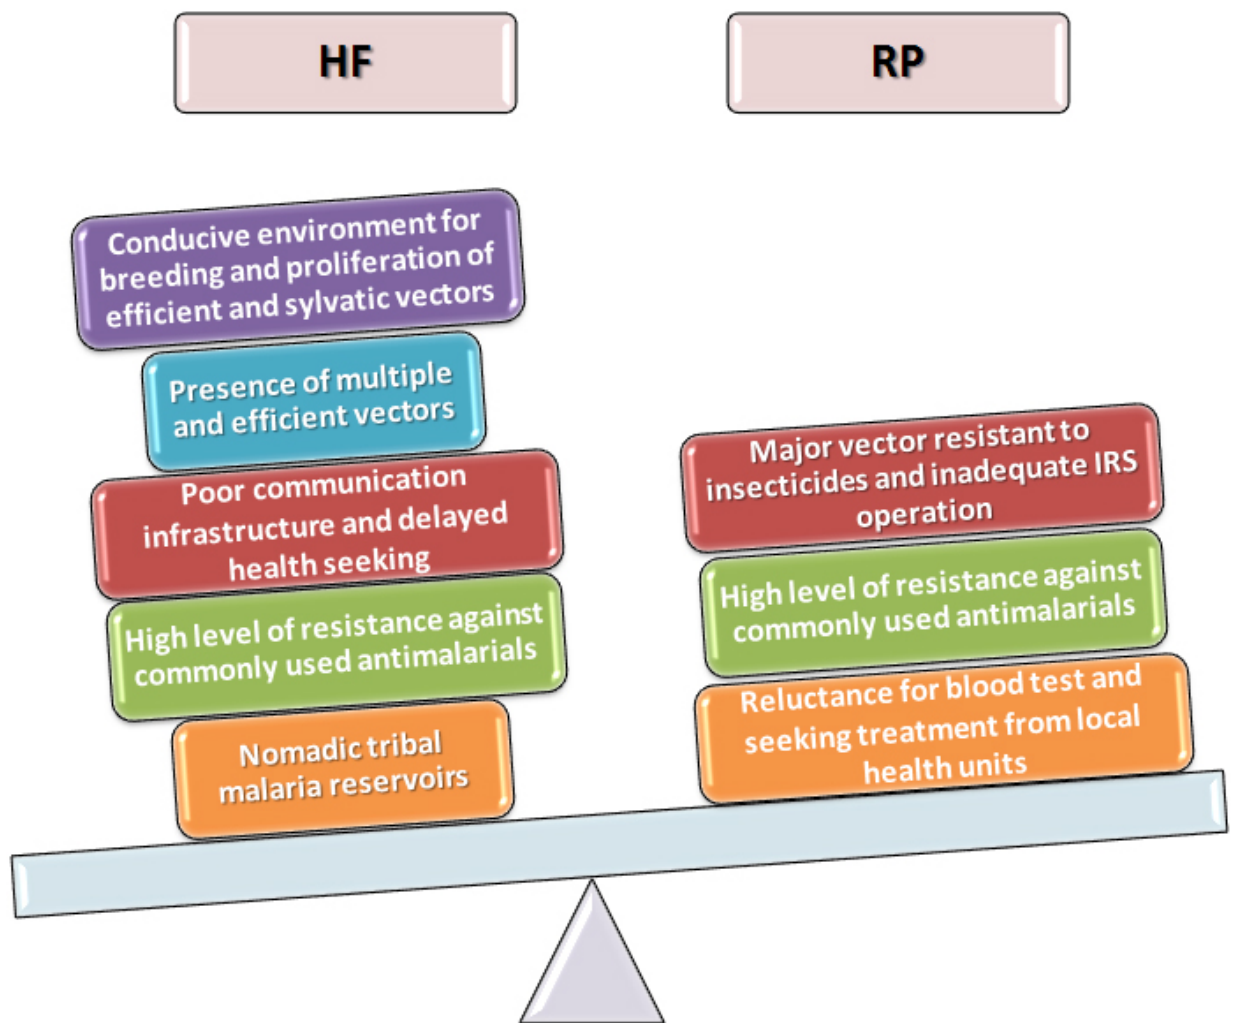 HF
RP
Conducive environment for
breeding and proliferation of
efficient and sylvatic vectors
Presence of multiple
and efficient vectors
Poor communication
infrastructure and delayed
health seeking
High level of resistance against
commonly used antimalarials
Nomadic tribal
malaria reservoirs
Major vector resistant to
insecticides and inadequate IRS
operation
High level of resistance against
commonly used antimalarials
Reluctance for blood test and
seeking treatment from local
health units